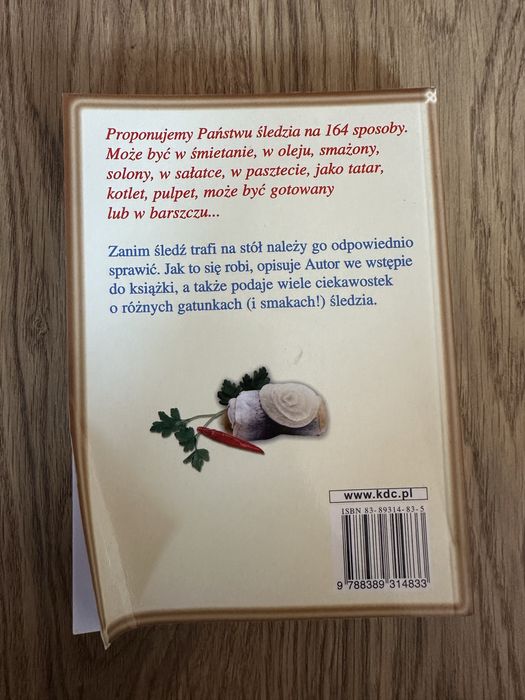 Proponujemy Państwu śledzia na 164 sposoby.
Może być w śmietanie, w oleju, smażony,
solony, w sałatce, w pasztecie, jako tatar,
kotlet, pulpet, może być gotowany
lub w barszczu...
Zanim śledź trafi na stół należy go odpowiednio
sprawić. Jak to się robi, opisuje Autor we wstępie
do książki, a także podaje wiele ciekawostek
o różnych gatunkach (i smakach!) śledzia.
www.kdc.pl
ISBN 83-89314-83-5
9 788389 314833